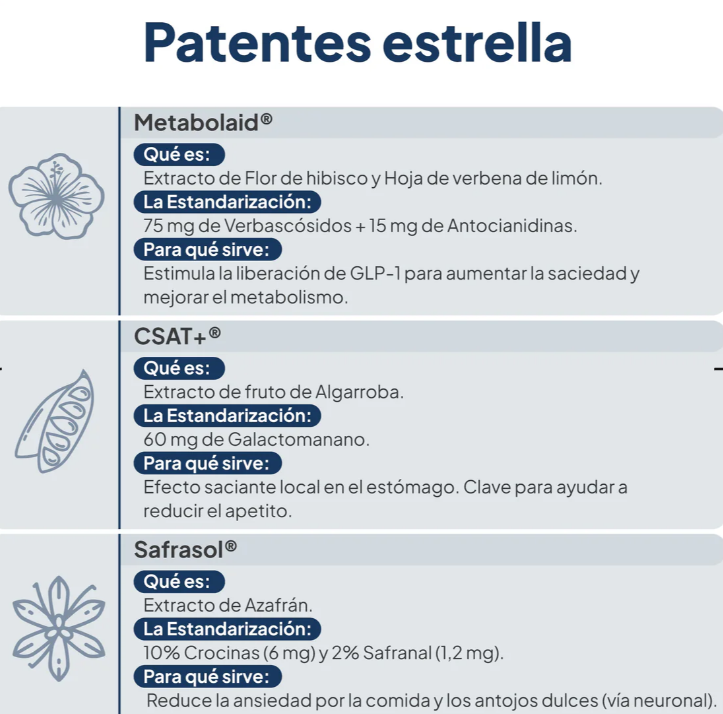 Patentes estrella
Metabolaid®
Qué es:
Extracto de Flor de hibisco y Hoja de verbena de limón.
La Estandarización:
75 mg de Verbascósidos + 15 mg de Antocianidinas.
Para qué sirve:
Estimula la liberación de GLP-1 para aumentar la saciedad y
mejorar el metabolismo.
CSAT+®
Qué es:
Extracto de fruto de Algarroba.
La Estandarización:
60 mg de Galactomanano.
Para qué sirve:
Efecto saciante local en el estómago. Clave para ayudar a
reducir el apetito.
Safrasol®
Qué es:
Extracto de Azafrán.
La Estandarización:
10% Crocinas (6 mg) y 2% Safranal (1,2 mg).
Para qué sirve:
Reduce la ansiedad por la comida y los antojos dulces (vía neuronal).